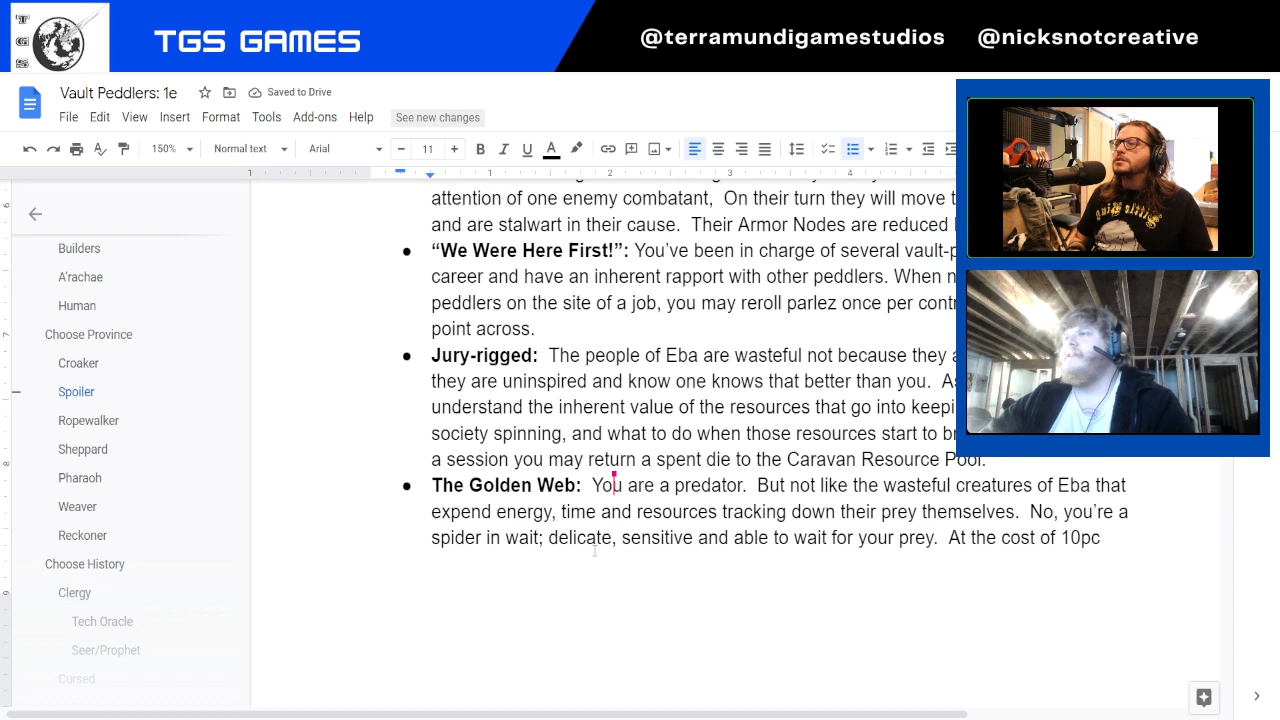 T
G
S
TGS GAMES
@terramundigamestudios @nicksnotcreative
Vault Peddlers: 1e Saved to Drive
File Edit View Insert Format Tools Add-ons Help See new changes
150% Normal text Arial 11 B I U A
1 1 2 3 4
Builders
A'rachae
Human
Choose Province
Croaker
Spoiler
Ropewalker
Sheppard
Pharaoh
Weaver
Reckoner
Choose History
Clergy
Tech Oracle
Seer/Prophet
Cursed
attention of one enemy combatant,  On their turn they will move
and are stalwart in their cause.  Their Armor Nodes are reduced
● “We Were Here First!”: You’ve been in charge of several
career and have an inherent rapport with other peddlers. When
peddlers on the site of a job, you may reroll parlez once per
point across.
● Jury-rigged:  The people of Eba are wasteful not because they
they are uninspired and know one knows that better than you.
understand the inherent value of the resources that go into
society spinning, and what to do when those resources start to
a session you may return a spent die to the Caravan Resource Pool.
● The Golden Web:  You are a predator.  But not like the wasteful creatures of Eba that
expend energy, time and resources tracking down their prey themselves.  No, you’re a
spider in wait; delicate, sensitive and able to wait for your prey.  At the cost of 10pc